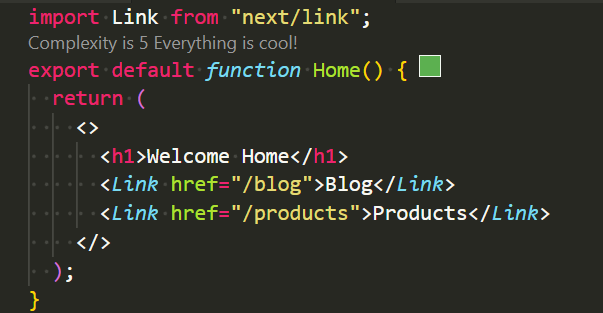 import Link from "next/link";
Complexity is 5 Everything is cool!
export default function Home() {
  return (
    <>
      <h1>Welcome Home</h1>
      <Link href="/blog">Blog</Link>
      <Link href="/products">Products</Link>
    </>
  );
}